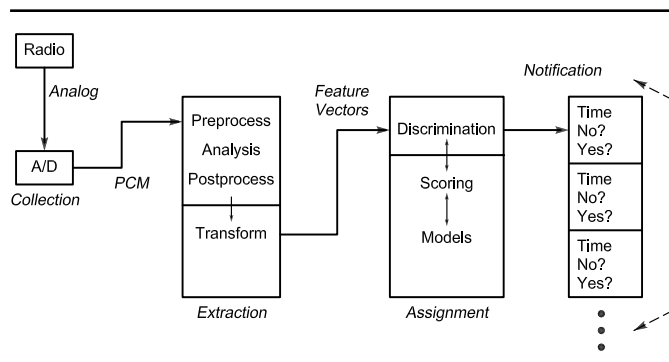 Radio
Analog
A/D
Collection
PCM
Preprocess
Analysis
Postprocess
Transform
Extraction
Feature
Vectors
Discrimination
Scoring
Models
Assignment
Notification
Time
No?
Yes?
Time
No?
Yes?
Time
No?
Yes?